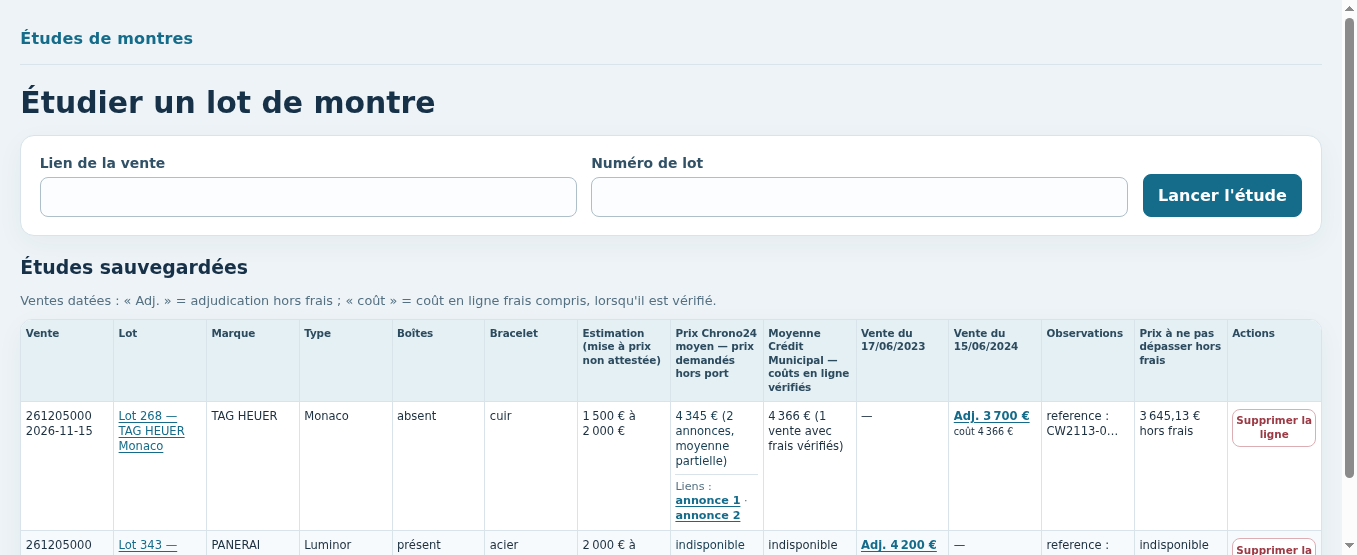 Études de montres
Étudier un lot de montre
Lien de la vente
Numéro de lot
Lancer l'étude
Études sauvegardées
Ventes datées : « Adj. » = adjudication hors frais ; « coût » = coût en ligne frais compris, lorsqu'il est vérifié.
Vente
Lot
Marque
Type
Boîtes
Bracelet
Estimation
(mise à prix
non attestée)
Prix Chrono24
moyen — prix
demandés
hors port
Moyenne
Crédit
Municipal —
coûts en ligne
vérifiés
Vente du
17/06/2023
Vente du
15/06/2024
Observations
Prix à ne pas
dépasser hors
frais
Actions
261205000
2026-11-15
Lot 268 —
TAG HEUER
Monaco
TAG HEUER
Monaco
absent
cuir
1 500 € à
2 000 €
4 345 € (2
annonces,
moyenne
partielle)
Liens :
annonce 1 ·
annonce 2
4 366 € (1
vente avec
frais vérifiés)
—
Adj. 3 700 €
coût 4 366 €
reference :
CW2113-0...
3 645,13 €
hors frais
Supprimer la
ligne
261205000
Lot 343 —
PANERAI
Luminor
présent
acier
2 000 € à
indisponible
indisponible
Adj. 4 200 €
—
reference :
indisponible
Supprimer la